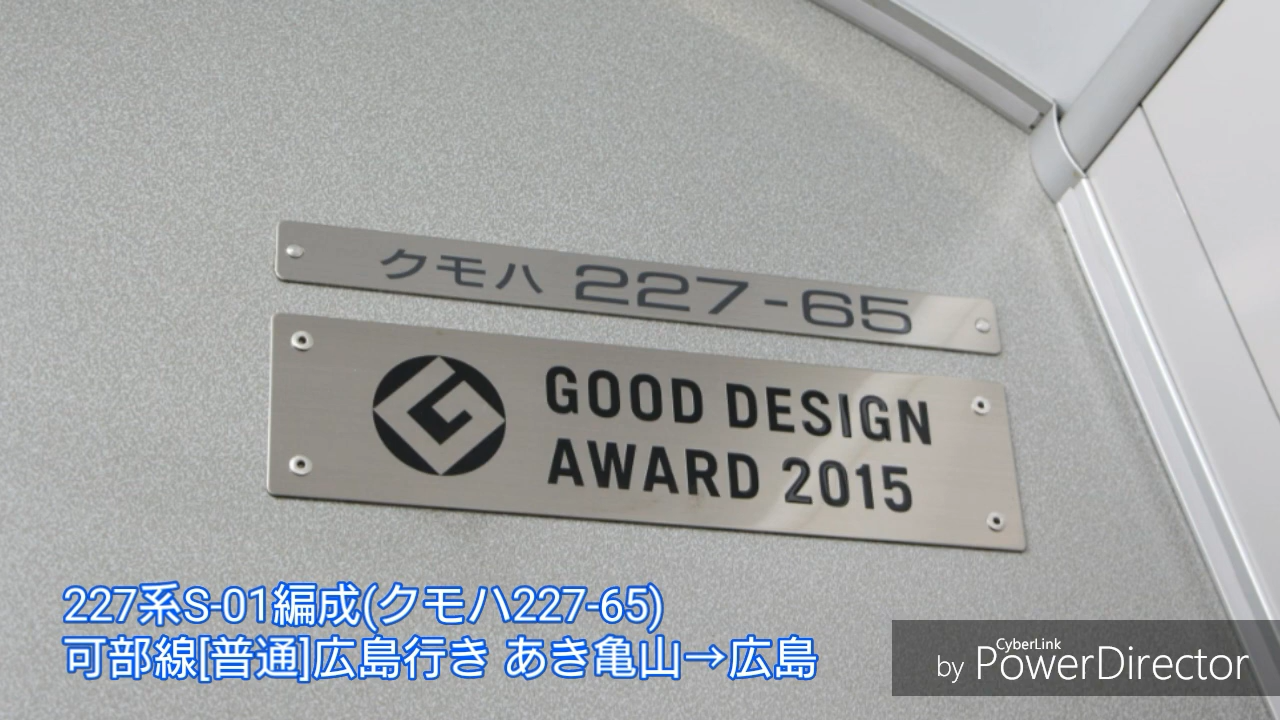 クモハ 227-65
GOOD DESIGN
AWARD 2015
227系S-01編成(クモハ227-65)
可部線[普通]広島行き あき亀山→広島
CyberLink
by PowerDirector